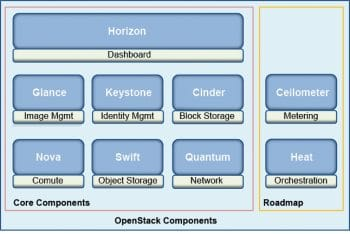 Horizon
Dashboard
Glance Keystone Cinder Ceilometer
Image Mgmt Identity Mgmt Block Storage Metering
Nova Swift Quantum Heat
Comute Object Storage Network Orchestration
Core Components Roadmap
OpenStack Components